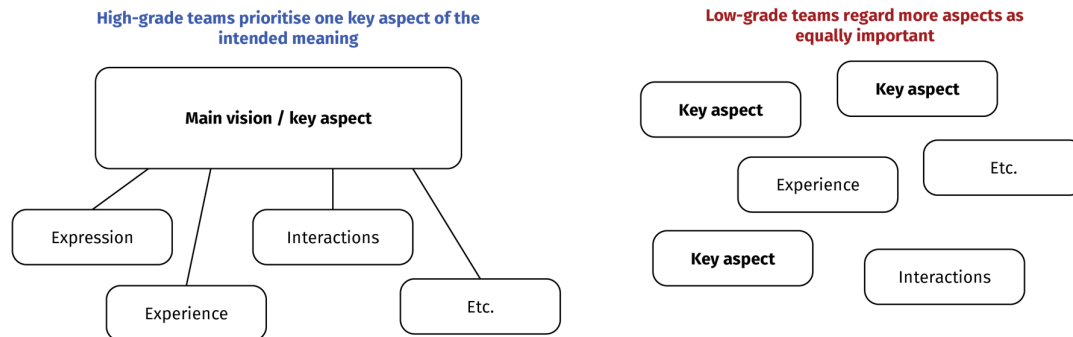 High-grade teams prioritise one key aspect of the
intended meaning
Main vision / key aspect
Expression
Interactions
Experience
Etc.
Low-grade teams regard more aspects as
equally important
Key aspect
Key aspect
Experience
Etc.
Key aspect
Interactions